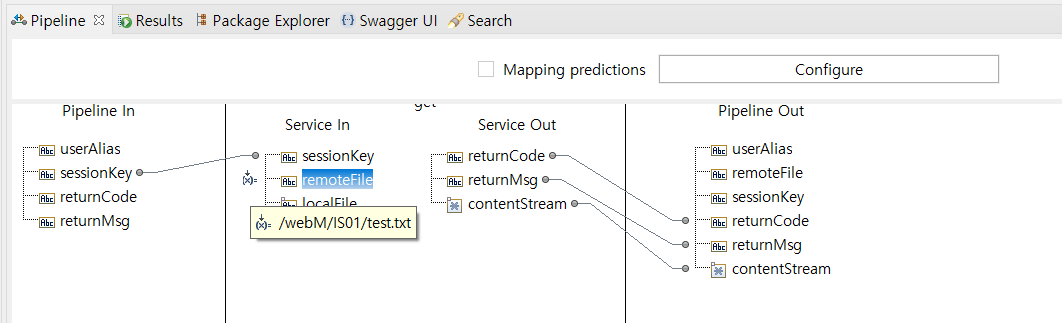 Pipeline Results Package Explorer Swagger UI Search
Mapping predictions Configure
get
Pipeline In Service In Service Out Pipeline Out
userAlias sessionKey returnCode userAlias
sessionKey remoteFile returnMsg remoteFile
returnCode localFile contentStream sessionKey
returnMsg /webM/IS01/test.txt returnCode
returnMsg
contentStream